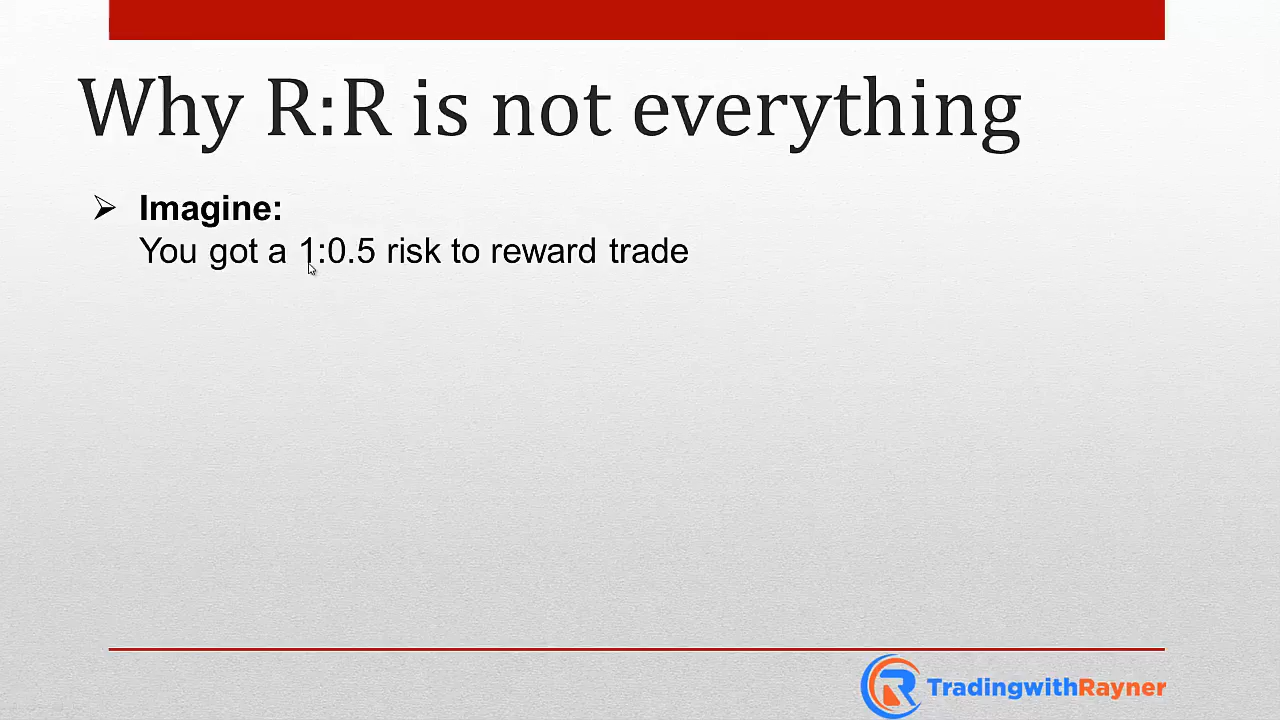 Why R:R is not everything
➢ Imagine:
You got a 1:0.5 risk to reward trade
TradingwithRayner